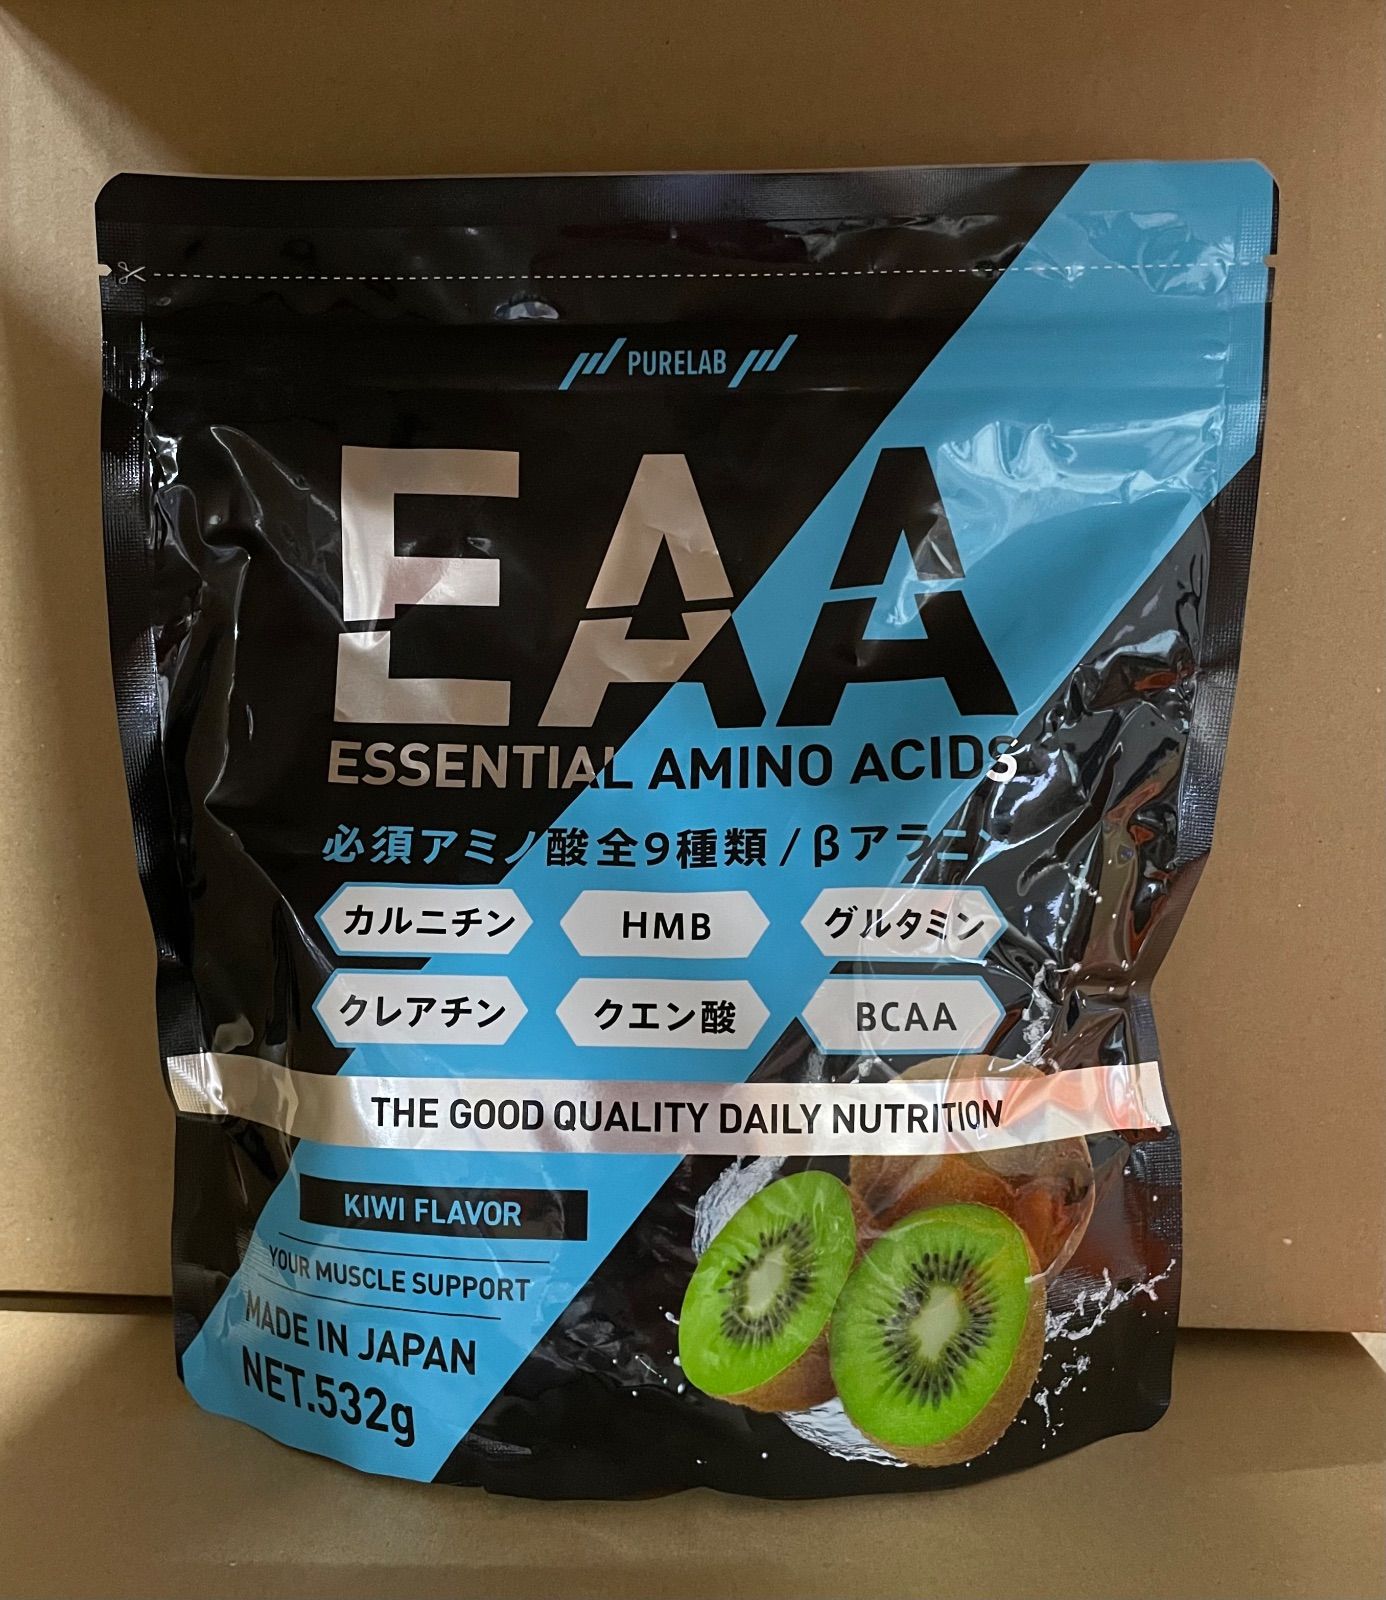 PURELAB
EAA
ESSENTIAL AMINO ACIDS
必須アミノ酸全9種類/βアラニン
カルニチン HMB グルタミン
クレアチン クエン酸 BCAA
THE GOOD QUALITY DAILY NUTRITION
KIWI FLAVOR
YOUR MUSCLE SUPPORT
MADE IN JAPAN
NET.532g